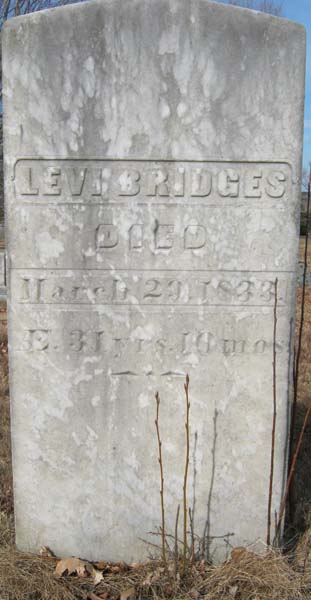 LEVI BRIDGES
DIED
March 29, 1833.
Æ. 31 yrs. 10 mos.